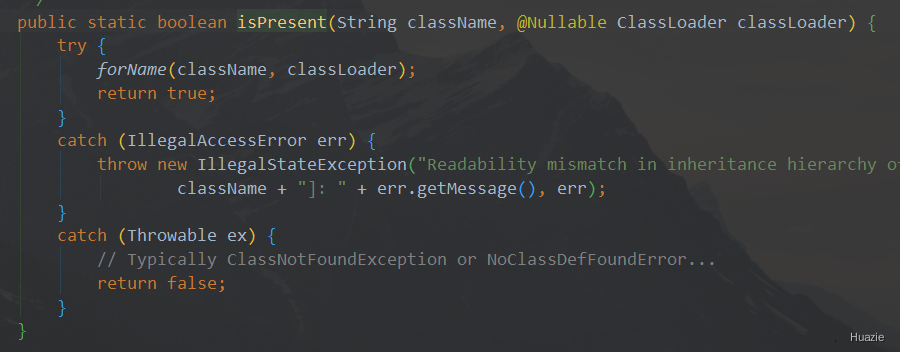 public static boolean isPresent(String className, @Nullable ClassLoader classLoader) {
try {
forName(className, classLoader);
return true;
}
catch (IllegalAccessError err) {
throw new IllegalStateException("Readability mismatch in inheritance hierarchy of
className + "]: " + err.getMessage(), err);
}
catch (Throwable ex) {
// Typically ClassNotFoundException or NoClassDefFoundError...
return false;
}
}
Huazie